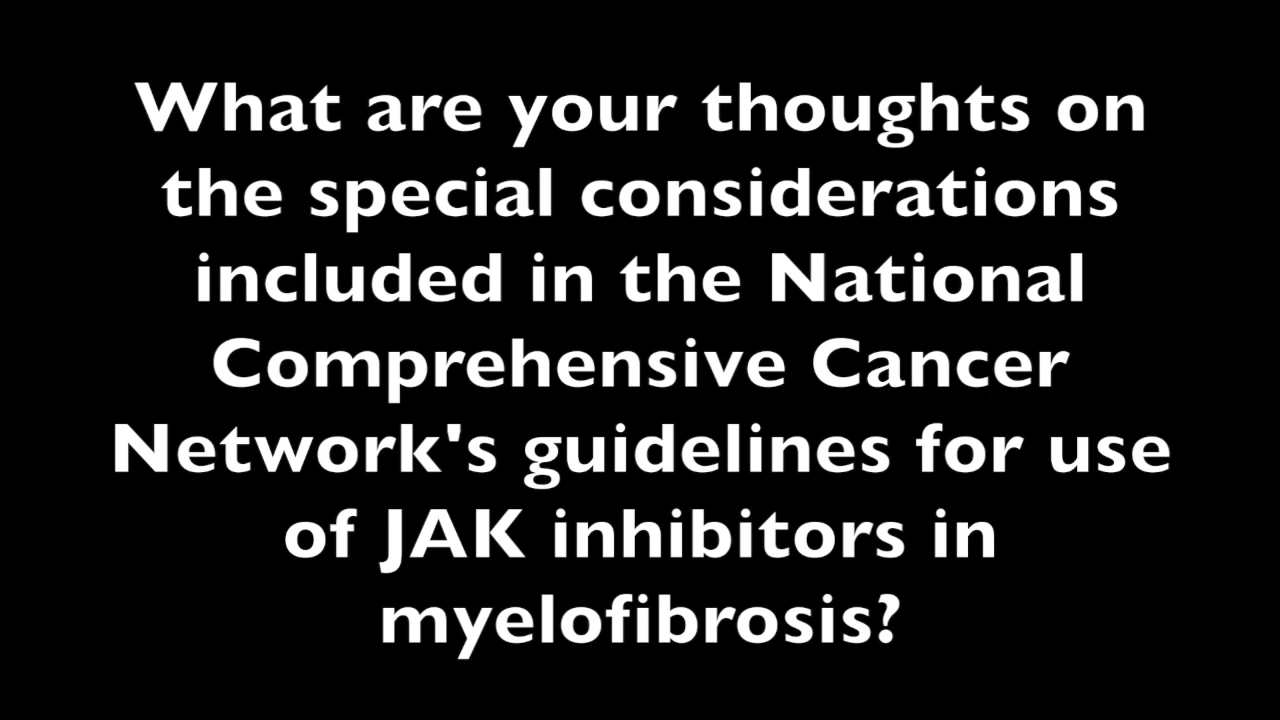 What are your thoughts on
the special considerations
included in the National
Comprehensive Cancer
Network's guidelines for use
of JAK inhibitors in
myelofibrosis?